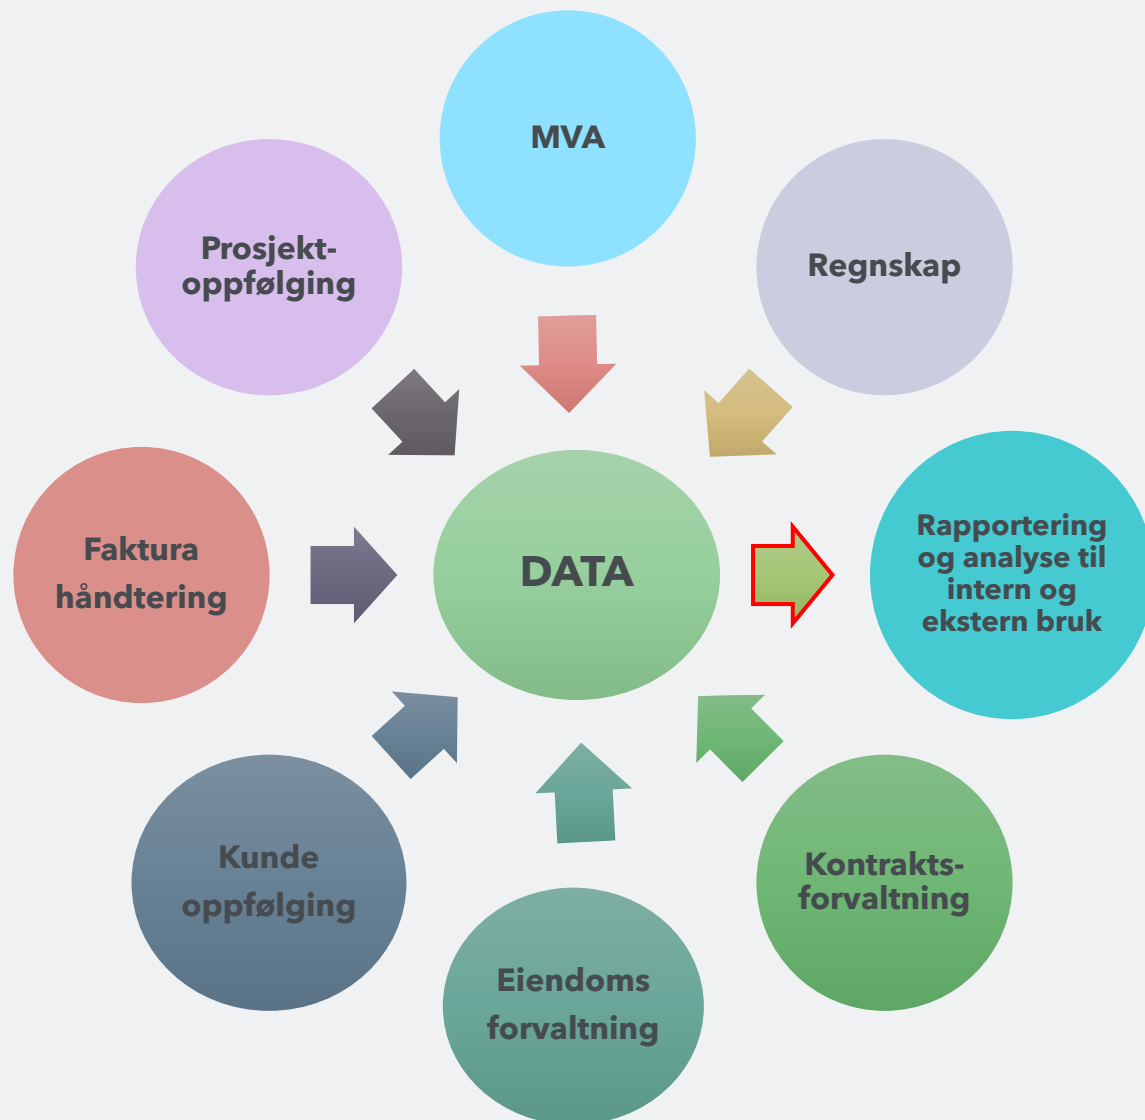 MVA
Prosjekt-
oppfølging
Regnskap
Faktura
håndtering
DATA
Rapportering
og analyse til
intern og
ekstern bruk
Kunde
oppfølging
Kontrakts-
forvaltning
Eiendoms
forvaltning